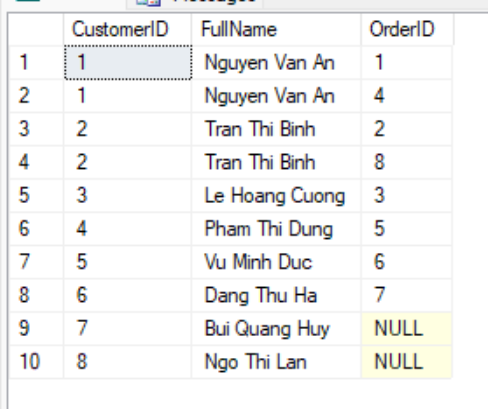 Messages
CustomerID FullName OrderID
1 1 Nguyen Van An 1
2 1 Nguyen Van An 4
3 2 Tran Thi Binh 2
4 2 Tran Thi Binh 8
5 3 Le Hoang Cuong 3
6 4 Pham Thi Dung 5
7 5 Vu Minh Duc 6
8 6 Dang Thu Ha 7
9 7 Bui Quang Huy NULL
10 8 Ngo Thi Lan NULL